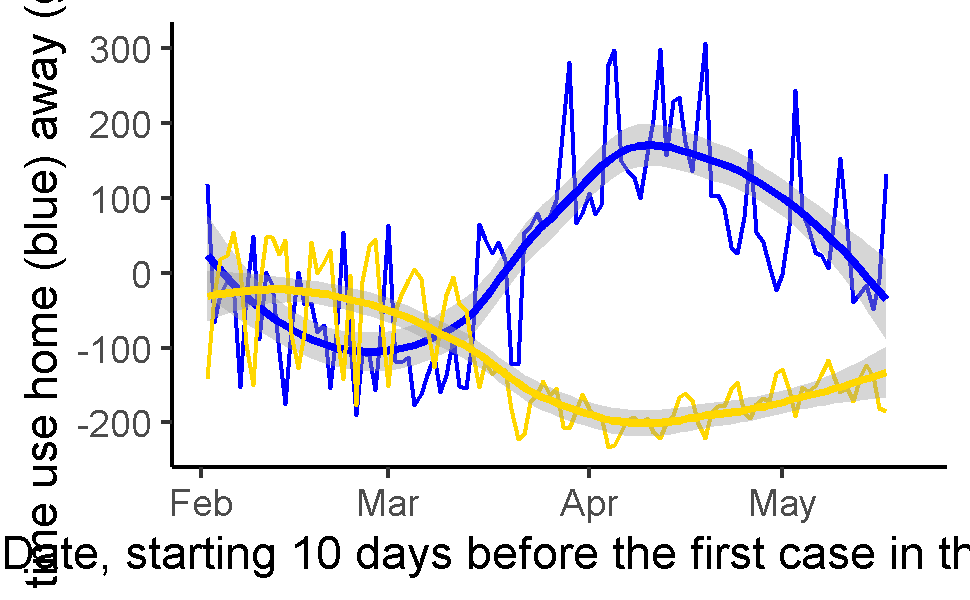 time use home (blue) away (
300
200
100
0
-100
-200
Feb Mar Apr May
Date, starting 10 days before the first case in th